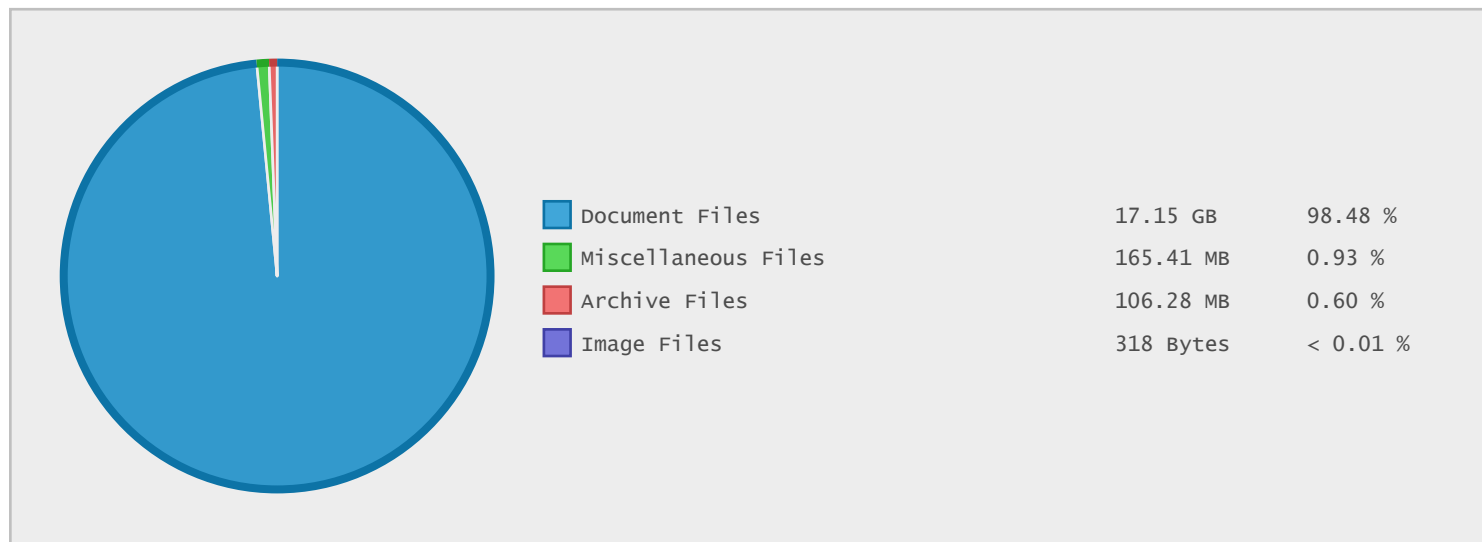 Document Files 17.15 GB 98.48 %
Miscellaneous Files 165.41 MB 0.93 %
Archive Files 106.28 MB 0.60 %
Image Files 318 Bytes < 0.01 %